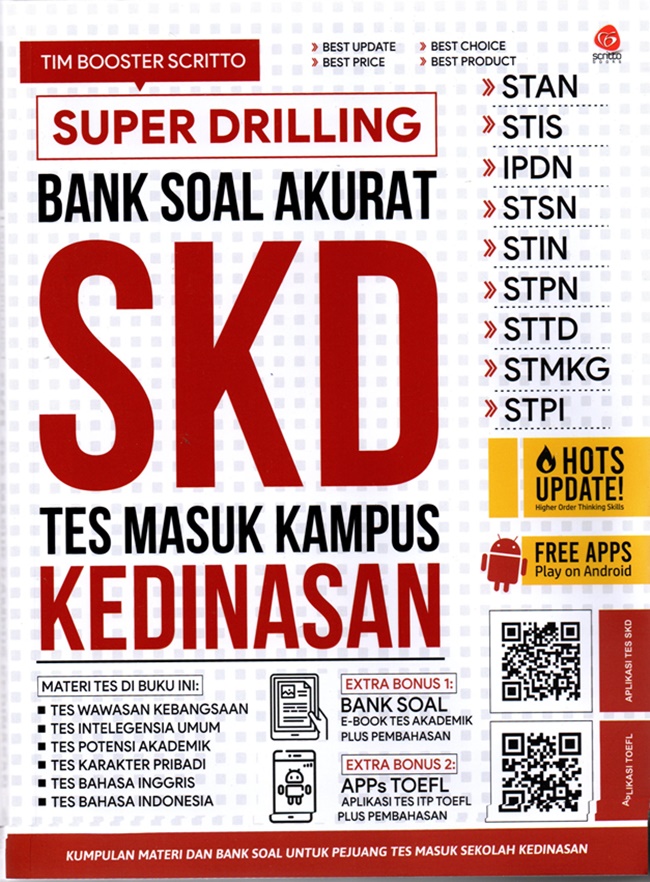 TIM BOOSTER SCRITTO
» BEST UPDATE
» BEST PRICE
» BEST CHOICE
» BEST PRODUCT
scritto
BOOKS
SUPER DRILLING
BANK SOAL AKURAT
SKD
TES MASUK KAMPUS
KEDINASAN
» STAN
» STIS
» IPDN
» STSN
» STIN
» STPN
» STTD
» STMKG
» STPI
HOTS
UPDATE!
Higher Order Thinking Skills
FREE APPS
Play on Android
MATERI TES DI BUKU INI:
■ TES WAWASAN KEBANGSAAN
■ TES INTELEGENSIA UMUM
■ TES POTENSI AKADEMIK
■ TES KARAKTER PRIBADI
■ TES BAHASA INGGRIS
■ TES BAHASA INDONESIA
EXTRA BONUS 1:
BANK SOAL
E-BOOK TES AKADEMIK
PLUS PEMBAHASAN
EXTRA BONUS 2:
APPs TOEFL
APLIKASI TES ITP TOEFL
PLUS PEMBAHASAN
APLIKASI TES SKD
APLIKASI TOEFL
KUMPULAN MATERI DAN BANK SOAL UNTUK PEJUANG TES MASUK SEKOLAH KEDINASAN